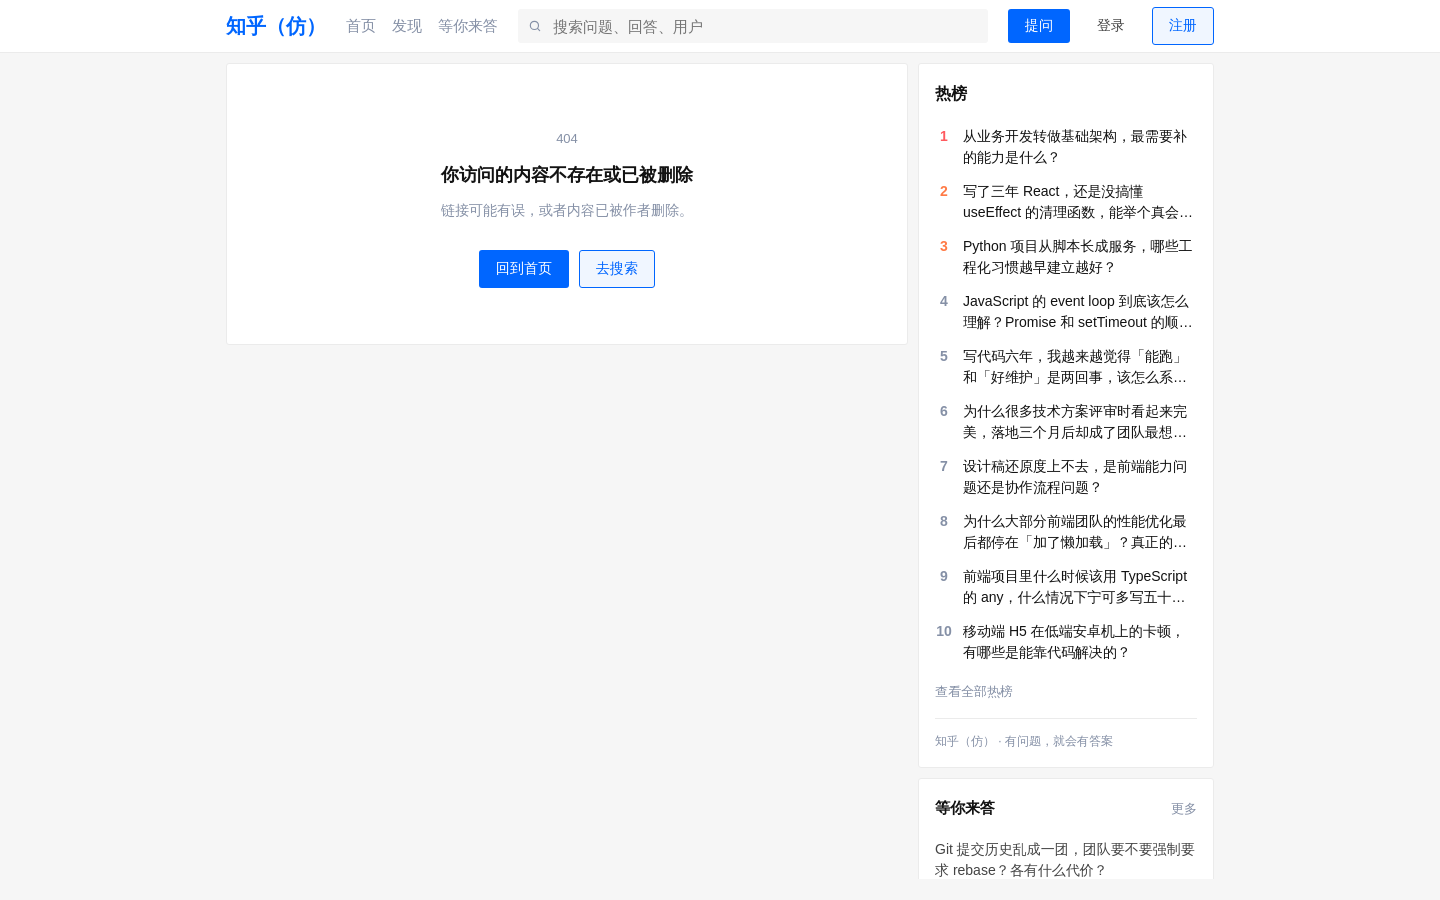 知乎（仿） 首页 发现 等你来答 搜索问题、回答、用户 提问 登录 注册
404
你访问的内容不存在或已被删除
链接可能有误，或者内容已被作者删除。
回到首页 去搜索
热榜
1 从业务开发转做基础架构，最需要补
的能力是什么？
2 写了三年 React，还是没搞懂
useEffect 的清理函数，能举个真会…
3 Python 项目从脚本长成服务，哪些工
程化习惯越早建立越好？
4 JavaScript 的 event loop 到底该怎么
理解？Promise 和 setTimeout 的顺…
5 写代码六年，我越来越觉得「能跑」
和「好维护」是两回事，该怎么系…
6 为什么很多技术方案评审时看起来完
美，落地三个月后却成了团队最想…
7 设计稿还原度上不去，是前端能力问
题还是协作流程问题？
8 为什么大部分前端团队的性能优化最
后都停在「加了懒加载」？真正的…
9 前端项目里什么时候该用 TypeScript
的 any，什么情况下宁可多写五十…
10 移动端 H5 在低端安卓机上的卡顿，
有哪些是能靠代码解决的？
查看全部热榜
知乎（仿） · 有问题，就会有答案
等你来答 更多
Git 提交历史乱成一团，团队要不要强制要
求 rebase？各有什么代价？